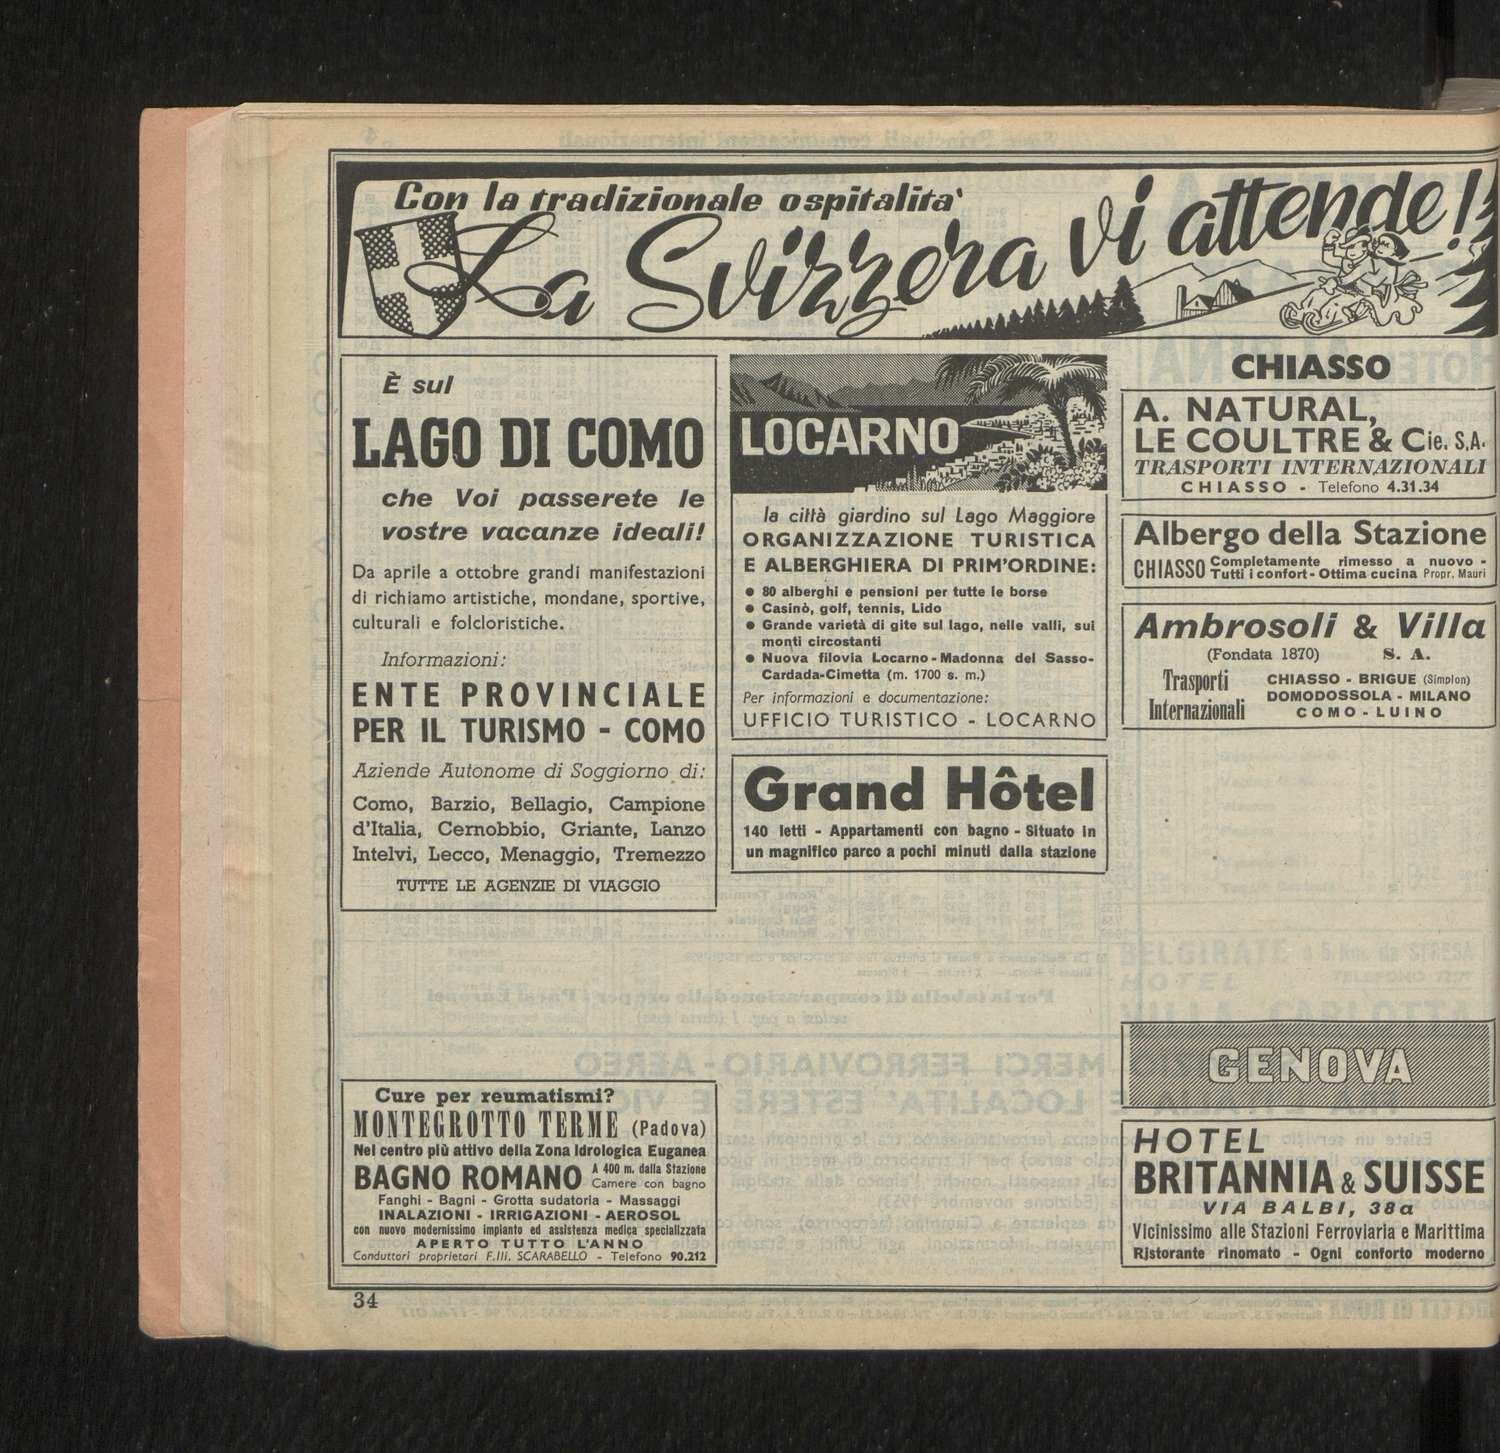 Con la tradizionale ospitalita'
La Svizzera vi attende!
È sul
LAGO DI COMO
che Voi passerete le
vostre vacanze ideali!
Da aprile a ottobre grandi manifestazioni
di richiamo artistiche, mondane, sportive,
culturali e folcloristiche.
Informazioni:
ENTE PROVINCIALE
PER IL TURISMO - COMO
Aziende Autonome di Soggiorno di:
Como, Barzio, Bellagio, Campione
d'Italia, Cernobbio, Griante, Lanzo
Intelvi, Lecco, Menaggio, Tremezzo
TUTTE LE AGENZIE DI VIAGGIO
Cure per reumatismi?
MONTEGROTTO TERME (Padova)
Nel centro più attivo della Zona Idrologica Euganea
BAGNO ROMANO A 400 m. dalla Stazione
Camere con bagno
Fanghi - Bagni - Grotta sudatoria - Massaggi
INALAZIONI - IRRIGAZIONI - AEROSOL
con nuovo modernissimo impianto ed assistenza medica specializzata
APERTO TUTTO L'ANNO
Conduttori proprietari F.lli. SCARABELLO - Telefono 90.212
LOCARNO
la città giardino sul Lago Maggiore
ORGANIZZAZIONE TURISTICA
E ALBERGHIERA DI PRIM'ORDINE:
● 80 alberghi e pensioni per tutte le borse
● Casinò, golf, tennis, Lido
● Grande varietà di gite sul lago, nelle valli, sui
monti circostanti
● Nuova filovia Locarno - Madonna del Sasso-
Cardada-Cimetta (m. 1700 s. m.)
Per informazioni e documentazione:
UFFICIO TURISTICO - LOCARNO
Grand Hôtel
140 letti - Appartamenti con bagno - Situato in
un magnifico parco a pochi minuti dalla stazione
CHIASSO
A. NATURAL,
LE COULTRE & Cie. S.A.
TRASPORTI INTERNAZIONALI
CHIASSO - Telefono 4.31.34
Albergo della Stazione
CHIASSO Completamente rimesso a nuovo -
Tutti i confort - Ottima cucina Propr. Mauri
Ambrosoli & Villa
(Fondata 1870) S. A.
Trasporti
Internazionali
CHIASSO - BRIGUE (Simplon)
DOMODOSSOLA - MILANO
COMO - LUINO
GENOVA
HOTEL
BRITANNIA & SUISSE
VIA BALBI, 38a
Vicinissimo alle Stazioni Ferroviaria e Marittima
Ristorante rinomato - Ogni conforto moderno
34